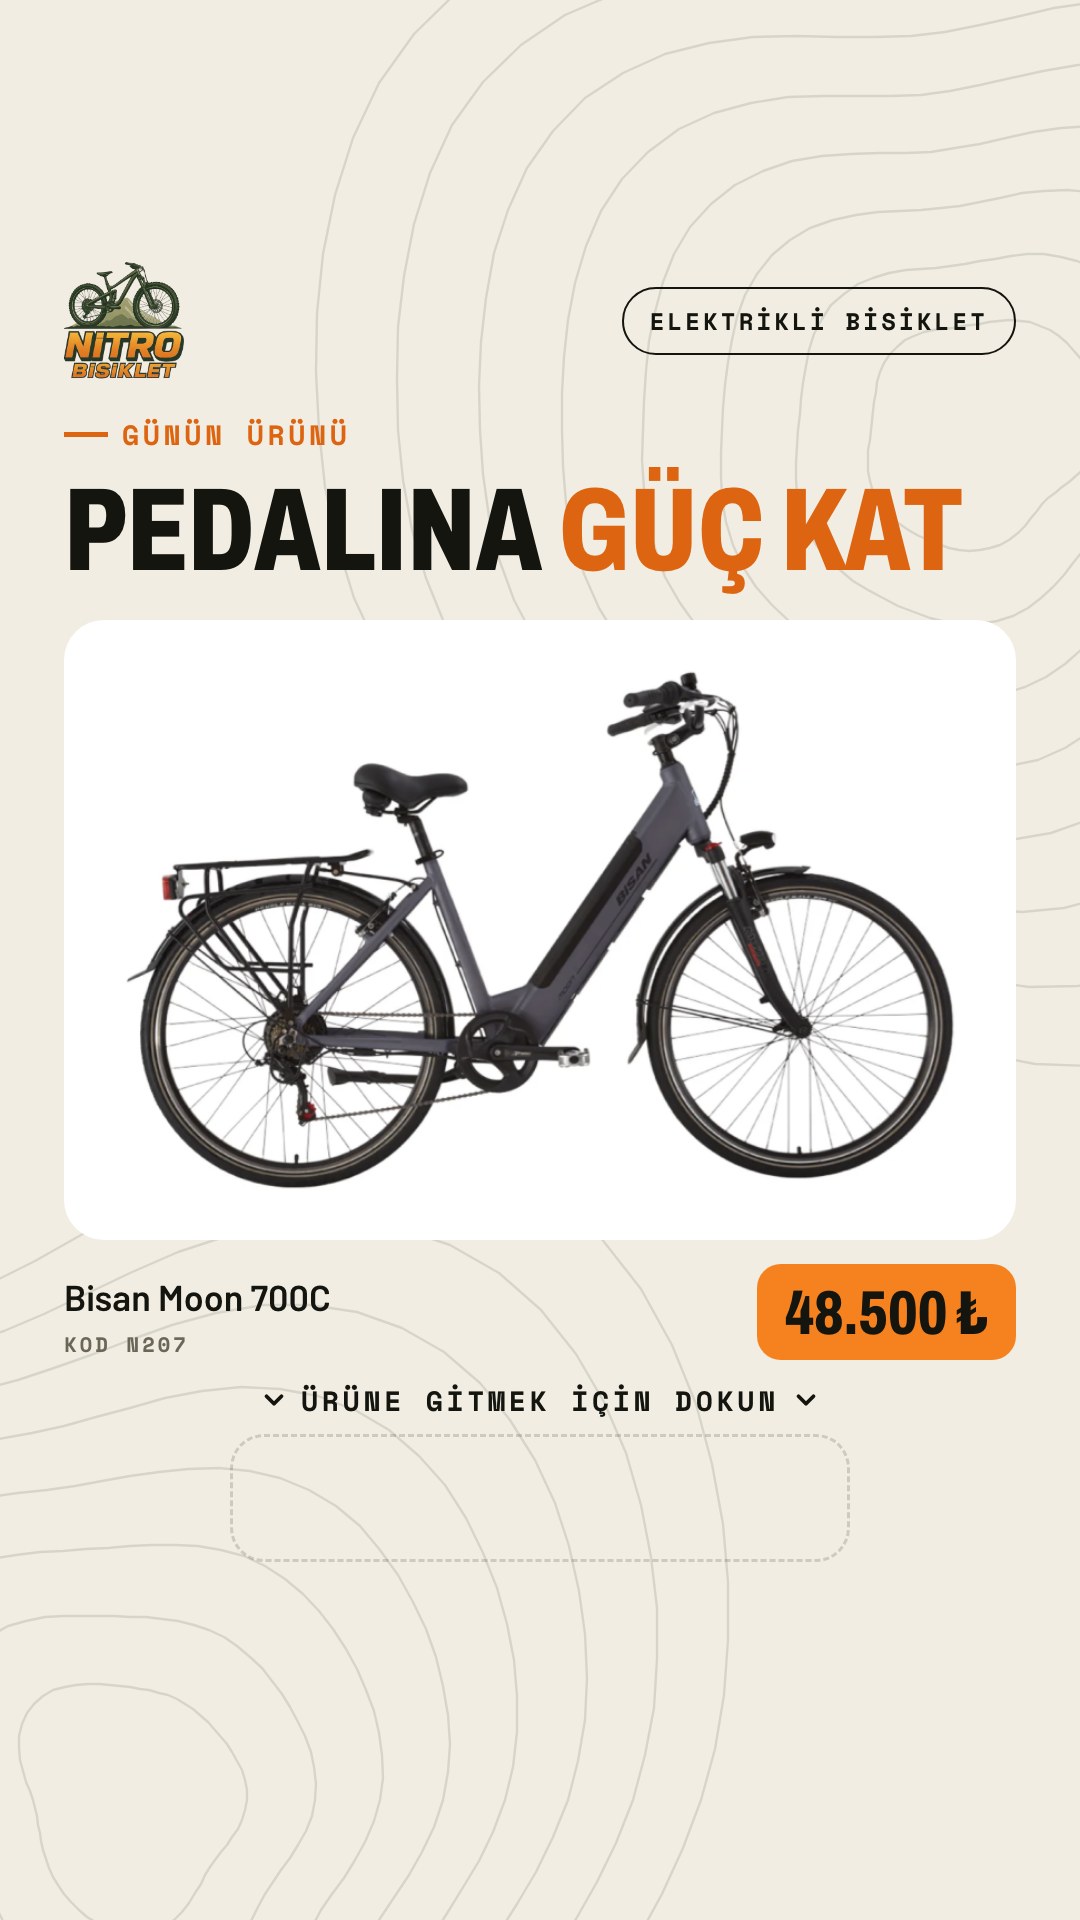 NiTRO
BISIKLET
ELEKTRİKLİ BİSİKLET
GÜNÜN ÜRÜNÜ
PEDALINA GÜÇ KAT
BiSAN
Bisan Moon 700C
48.500 ₺
KOD N207
ÜRÜNE GİTMEK İÇİN DOKUN